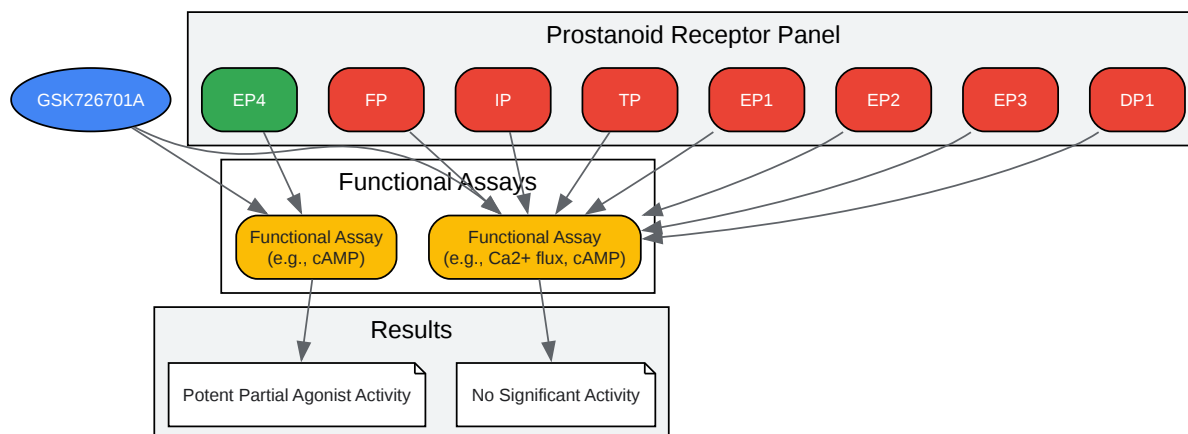 Prostanoid Receptor Panel
GSK726701A
EP4
FP
IP
TP
EP1
EP2
EP3
DP1
Functional Assays
Functional Assay
(e.g., cAMP)
Functional Assay
(e.g., Ca2+ flux, cAMP)
Results
Potent Partial Agonist Activity
No Significant Activity